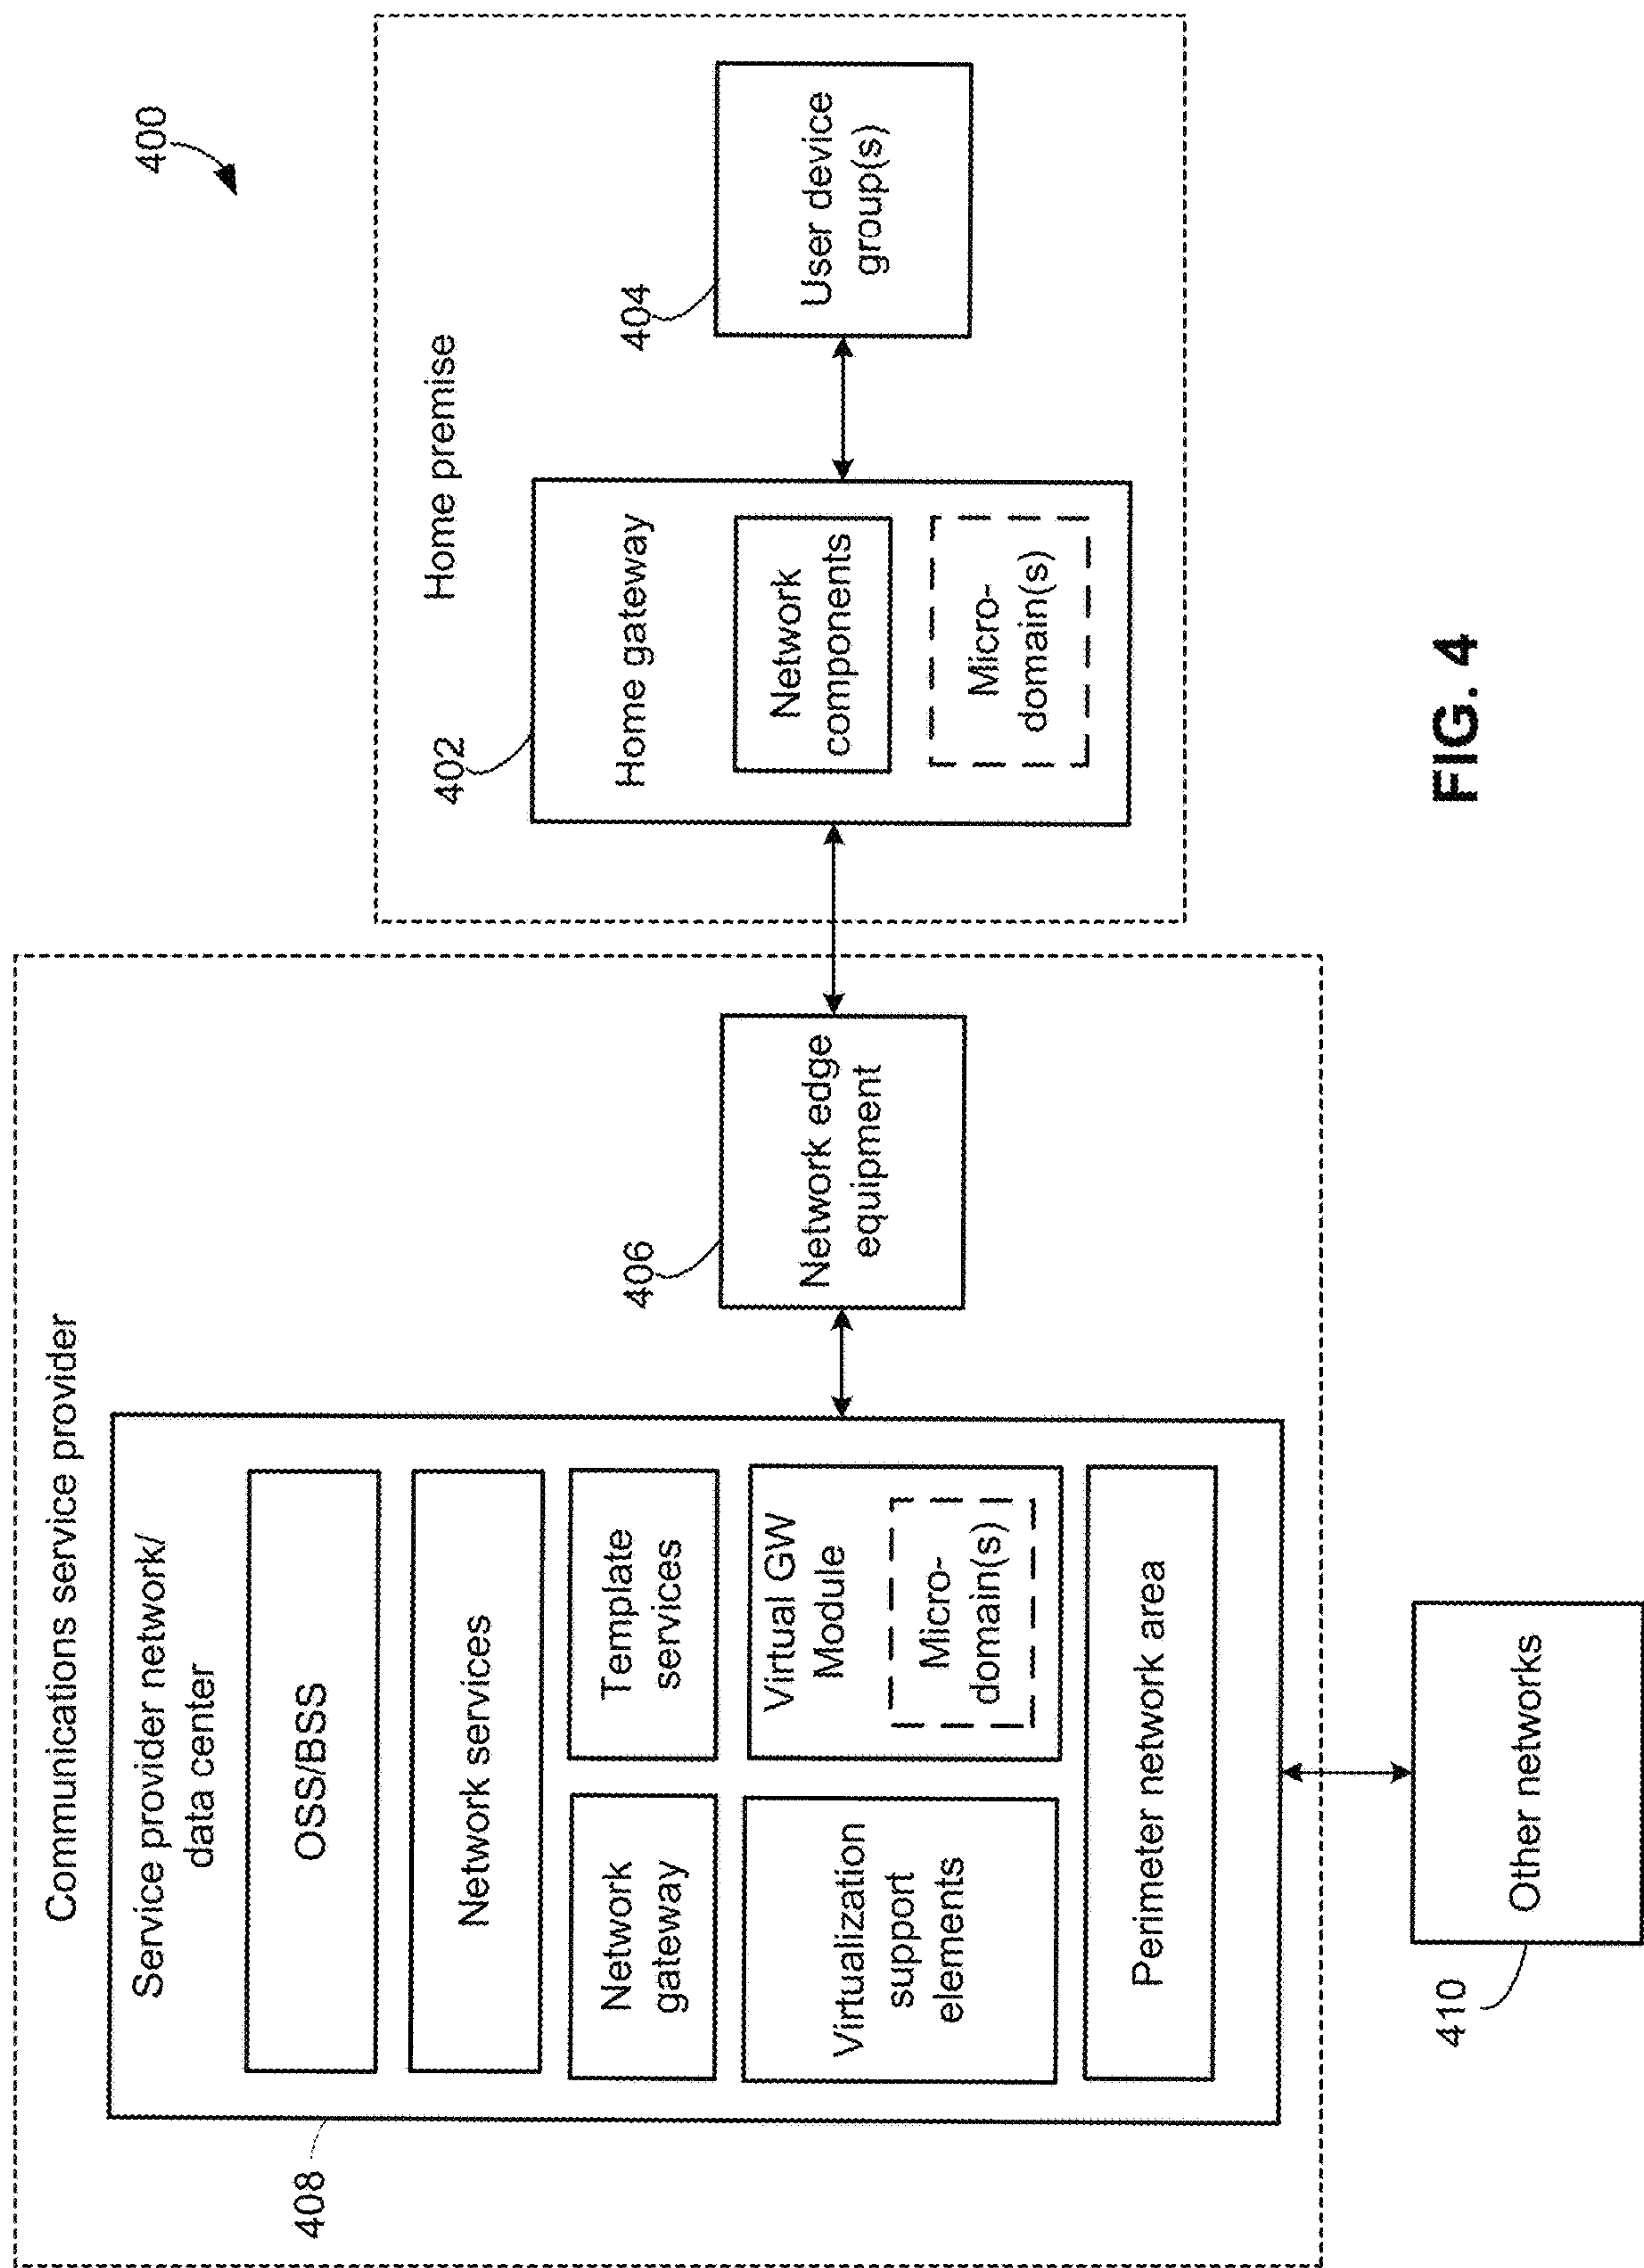 400
Communications service provider
Service provider network/
data center
OSS/BSS
Network services
Network
gateway
Template
services
Virtualization
support
elements
Virtual GW
Module
Micro-
domain(s)
Perimeter network area
408
406
Network edge
equipment
Home premise
402
Home gateway
Network
components
Micro-
domain(s)
404
User device
group(s)
410
Other networks
FIG. 4